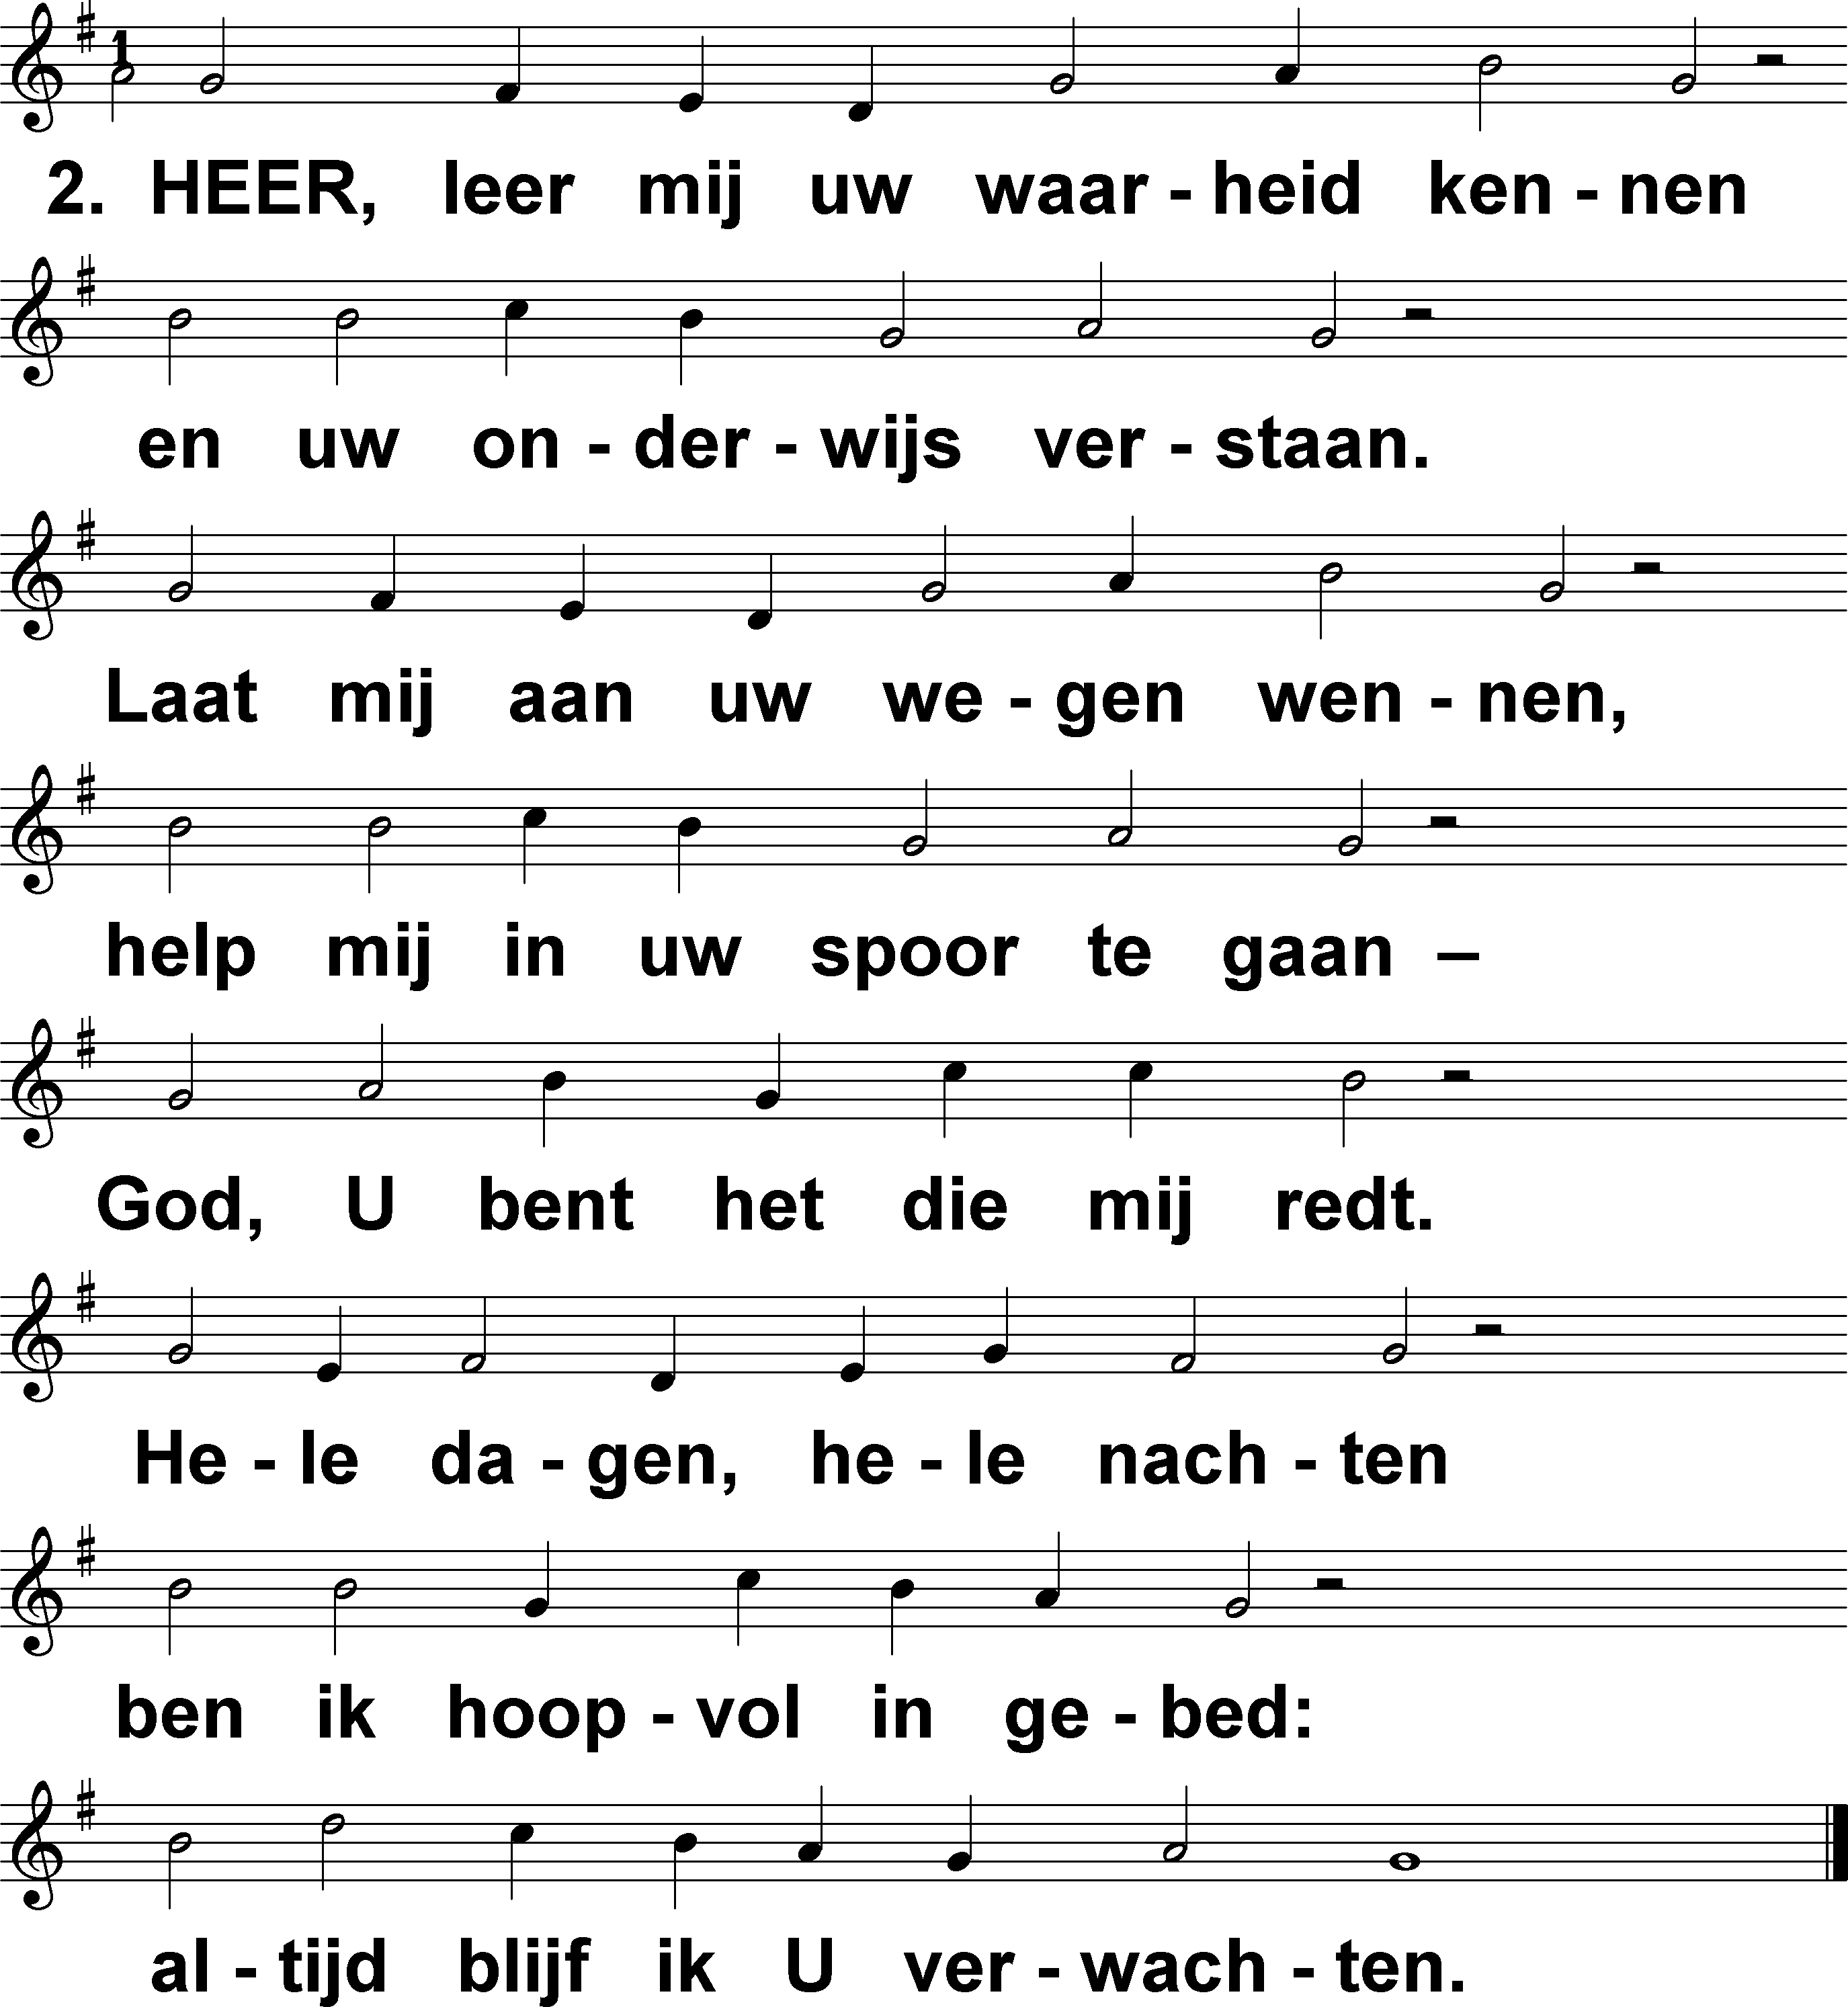 1
2. HEER, leer mij uw waar - heid ken - nen
en uw on - der - wijs ver - staan.
Laat mij aan uw we - gen wen - nen,
help mij in uw spoor te gaan –
God, U bent het die mij redt.
He - le da - gen, he - le nach - ten
ben ik hoop - vol in ge - bed:
al - tijd blijf ik U ver - wach - ten.